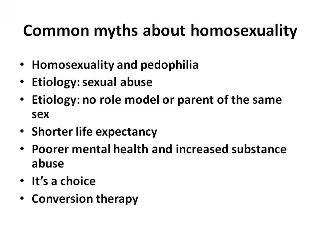 Common myths about homosexuality
• Homosexuality and pedophilia
• Etiology: sexual abuse
• Etiology: no role model or parent of the same
sex
• Shorter life expectancy
• Poorer mental health and increased substance
abuse
• It's a choice
• Conversion therapy